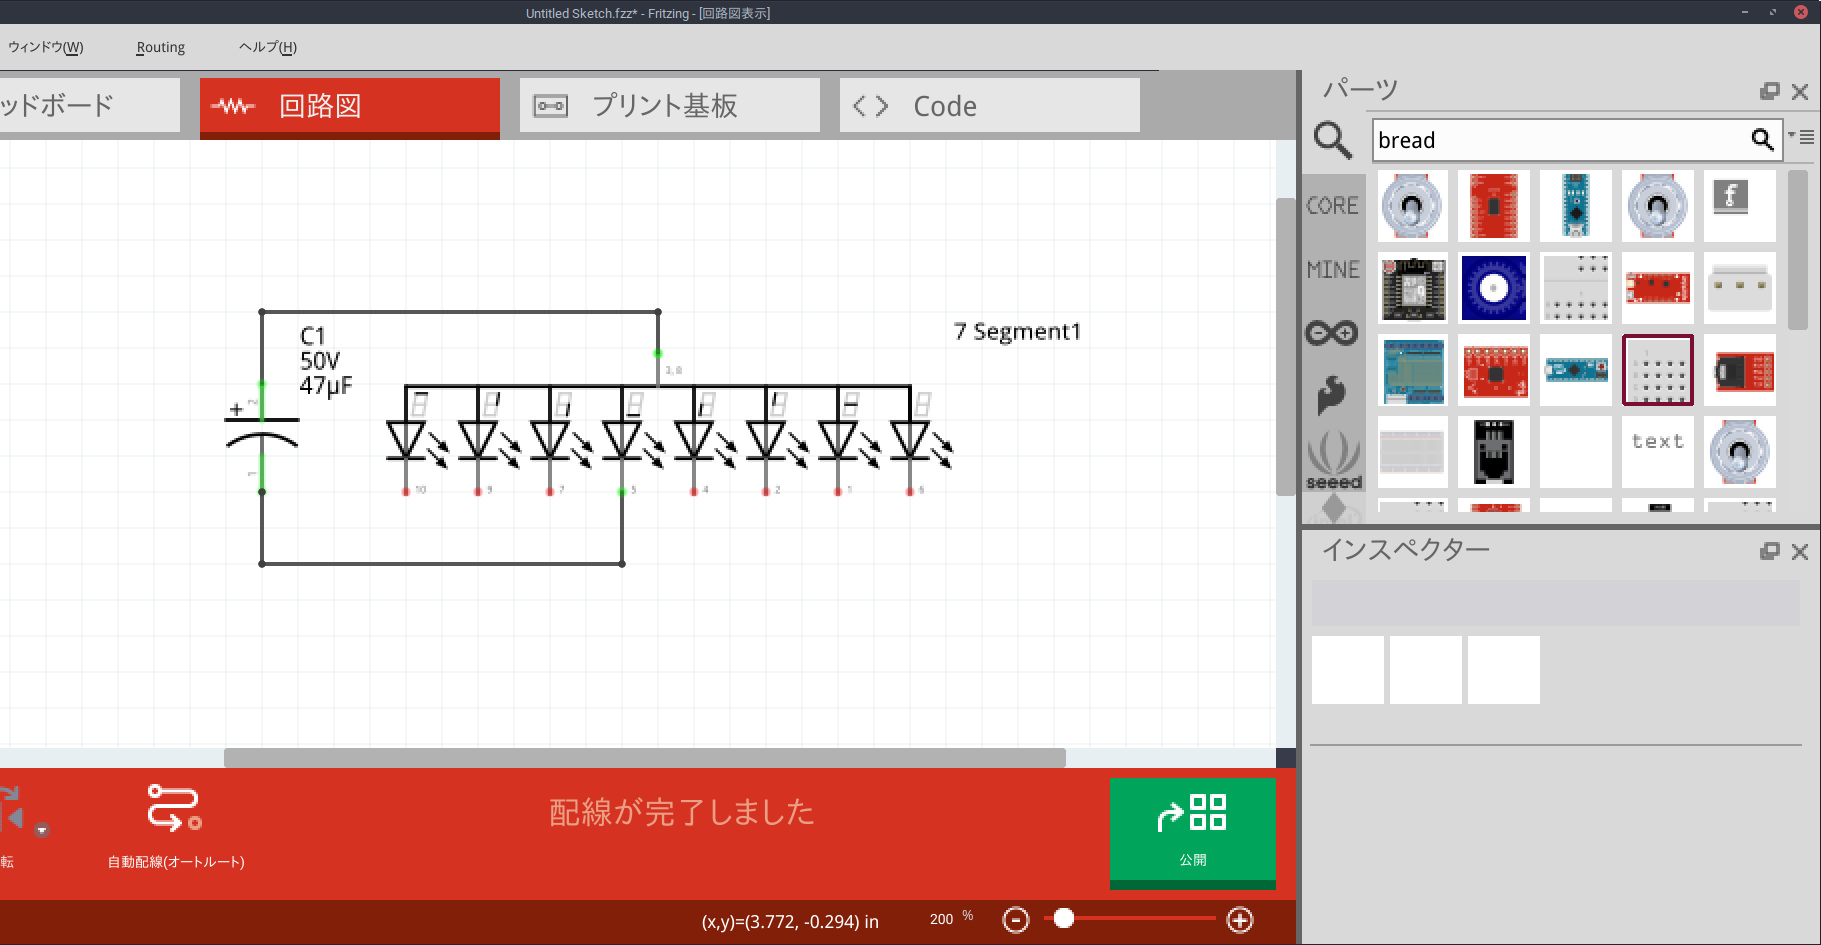 Untitled Sketch.fzz* - Fritzing - [回路図表示]
ウィンドウ(W) Routing ヘルプ(H)
ッドボード 回路図 プリント基板 Code
パーツ
bread
CORE
MINE
seeed
text
インスペクター
C1
50V
47µF
+
2
1
7 Segment1
3,8
10 9 7 5 4 2 1 6
配線が完了しました
転
自動配線(オートルート)
公開
(x,y)=(3.772, -0.294) in 200 %